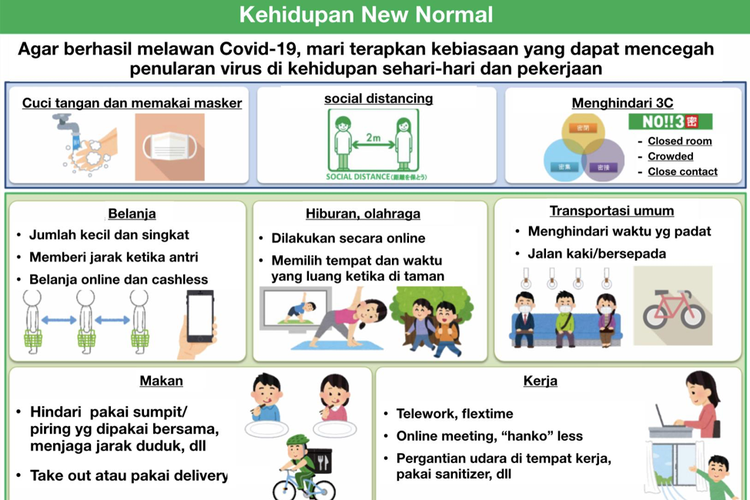 Kehidupan New Normal
Agar berhasil melawan Covid-19, mari terapkan kebiasaan yang dapat mencegah
penularan virus di kehidupan sehari-hari dan pekerjaan
Cuci tangan dan memakai masker
social distancing
2m
SOCIAL DISTANCE(距離を保とう)
Menghindari 3C
密閉
密集
密接
NO!!3密
- Closed room
- Crowded
- Close contact
Belanja
• Jumlah kecil dan singkat
• Memberi jarak ketika antri
• Belanja online dan cashless
Hiburan, olahraga
• Dilakukan secara online
• Memilih tempat dan waktu
yang luang ketika di taman
Transportasi umum
• Menghindari waktu yg padat
• Jalan kaki/bersepada
Makan
• Hindari pakai sumpit/
piring yg dipakai bersama,
menjaga jarak duduk, dll
• Take out atau pakai delivery
Kerja
• Telework, flextime
• Online meeting, “hanko” less
• Pergantian udara di tempat kerja,
pakai sanitizer, dll